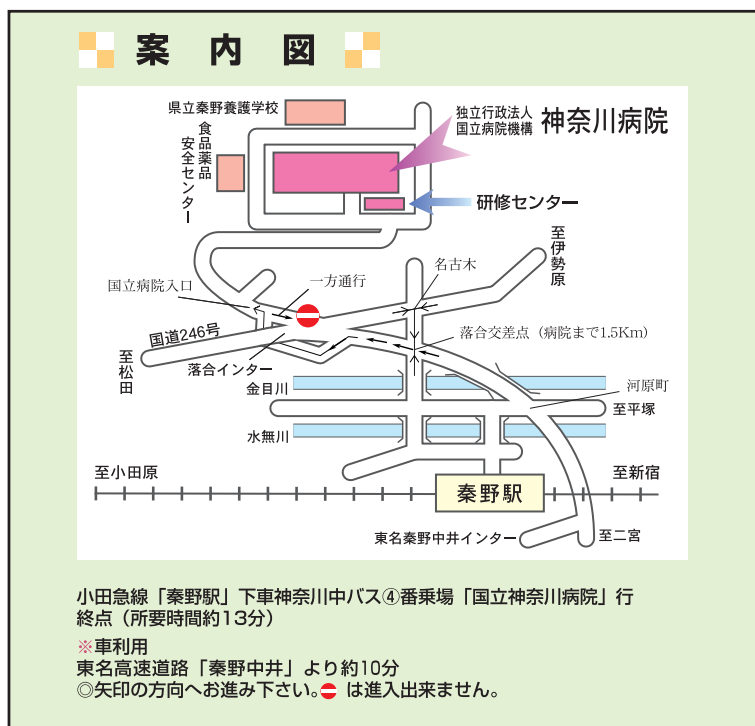 案内図
県立秦野養護学校
独立行政法人
国立病院機構
神奈川病院
食品薬品
安全センター
研修センター
至伊勢原
名古木
国立病院入口
一方通行
国道246号
落合交差点（病院まで1.5Km）
至松田
落合インター
金目川
河原町
至平塚
水無川
至小田原
至新宿
秦野駅
東名秦野中井インター
至二宮
小田急線「秦野駅」下車神奈川中バス④番乗場「国立神奈川病院」行
終点（所要時間約13分）
※車利用
東名高速道路「秦野中井」より約10分
◎矢印の方向へお進み下さい。 は進入出来ません。